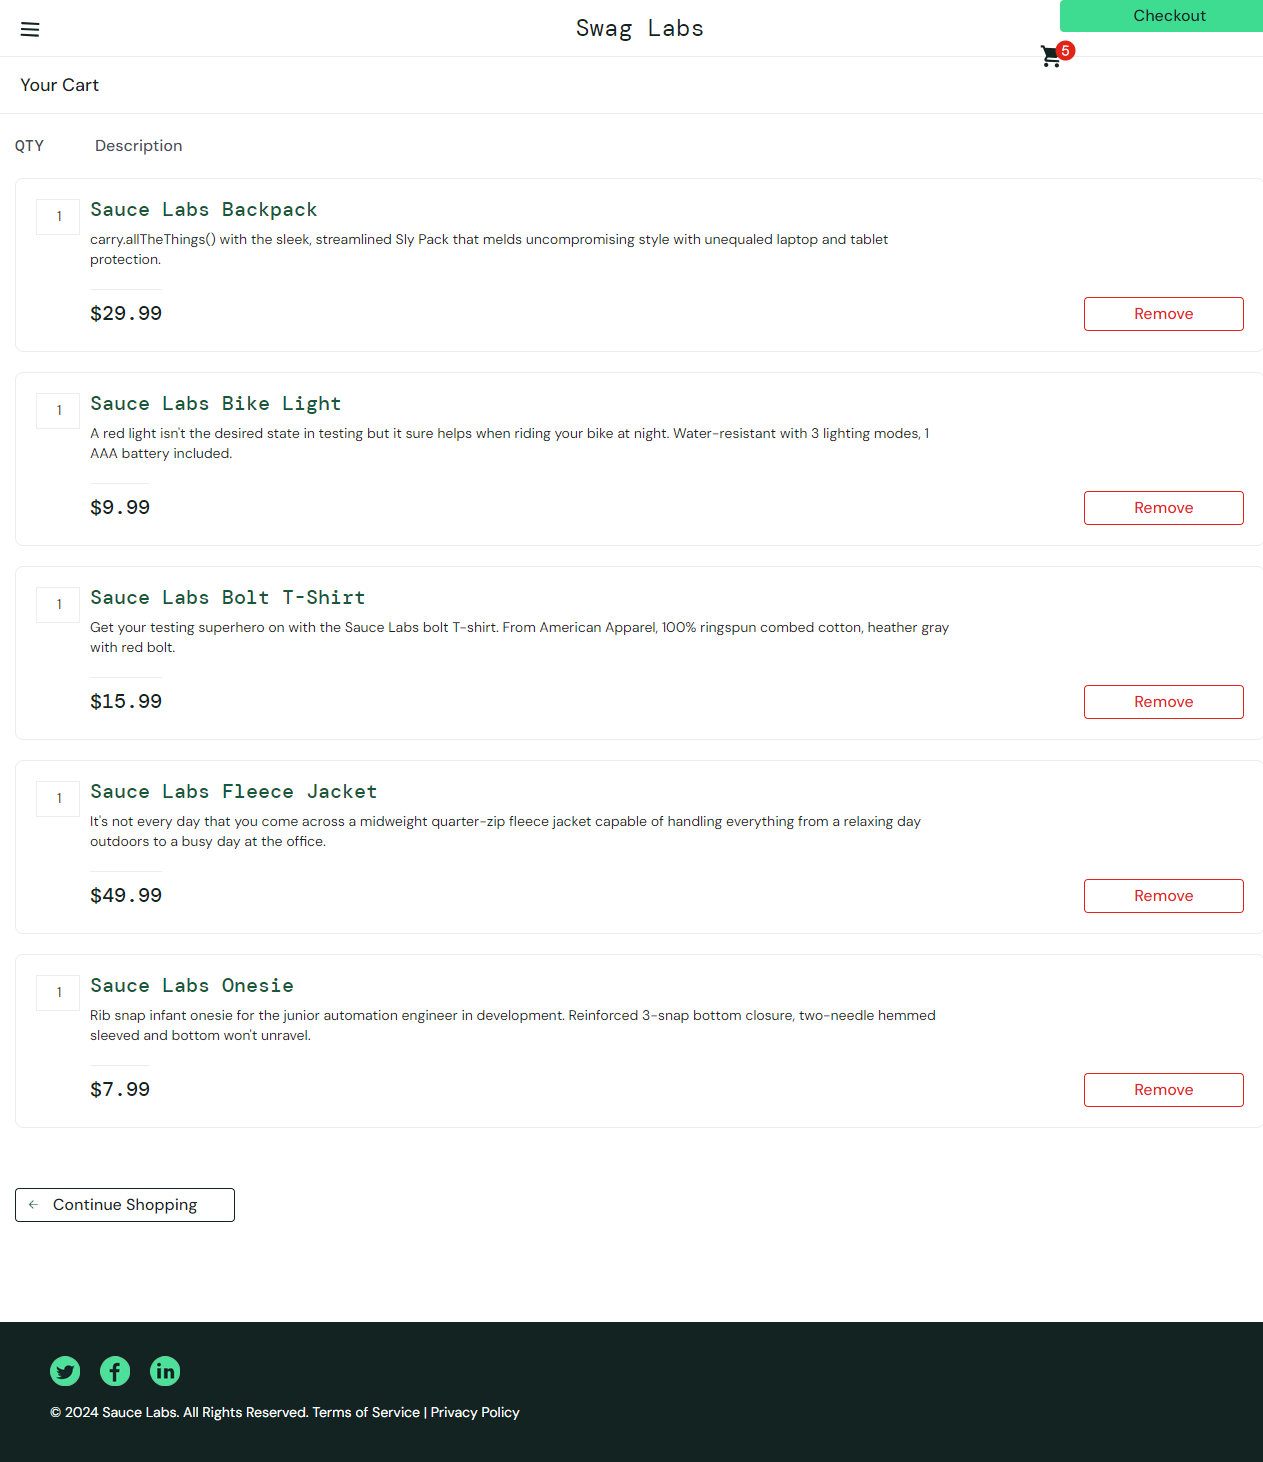 Swag Labs
Checkout
5
Your Cart
QTY Description
1
Sauce Labs Backpack
carry.allTheThings() with the sleek, streamlined Sly Pack that melds uncompromising style with unequaled laptop and tablet
protection.
$29.99
Remove
1
Sauce Labs Bike Light
A red light isn't the desired state in testing but it sure helps when riding your bike at night. Water-resistant with 3 lighting modes, 1
AAA battery included.
$9.99
Remove
1
Sauce Labs Bolt T-Shirt
Get your testing superhero on with the Sauce Labs bolt T-shirt. From American Apparel, 100% ringspun combed cotton, heather gray
with red bolt.
$15.99
Remove
1
Sauce Labs Fleece Jacket
It's not every day that you come across a midweight quarter-zip fleece jacket capable of handling everything from a relaxing day
outdoors to a busy day at the office.
$49.99
Remove
1
Sauce Labs Onesie
Rib snap infant onesie for the junior automation engineer in development. Reinforced 3-snap bottom closure, two-needle hemmed
sleeved and bottom won't unravel.
$7.99
Remove
Continue Shopping
© 2024 Sauce Labs. All Rights Reserved. Terms of Service | Privacy Policy